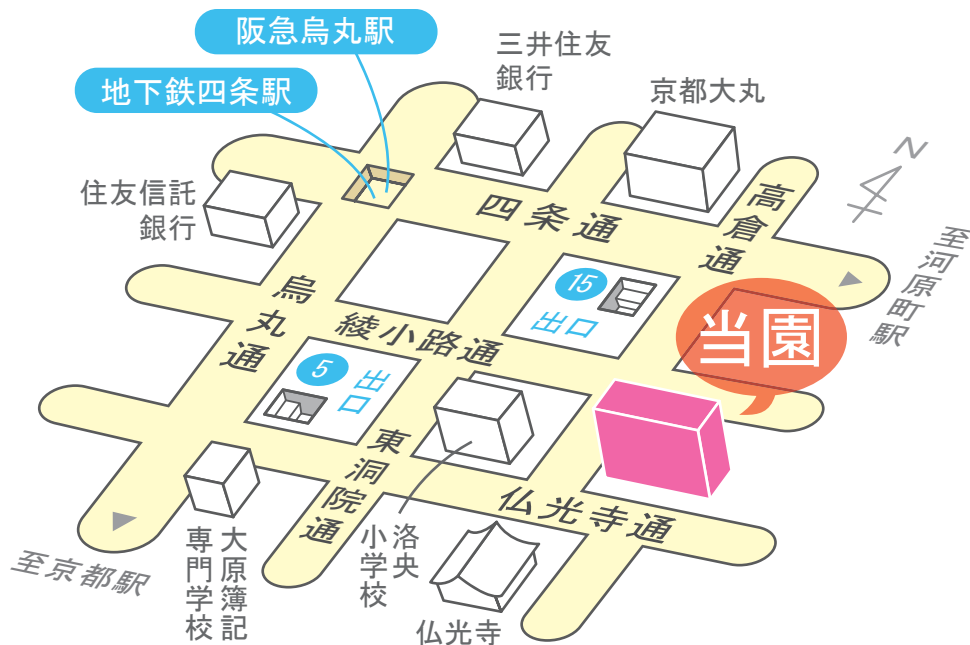 阪急烏丸駅
地下鉄四条駅
三井住友
銀行
京都大丸
N
住友信託
銀行
四条通
高倉通
至河原町駅
烏丸通
綾小路通
15
出口
当園
5
出口
東洞院通
仏光寺通
至京都駅
大原簿記
専門学校
洛央
小学校
仏光寺